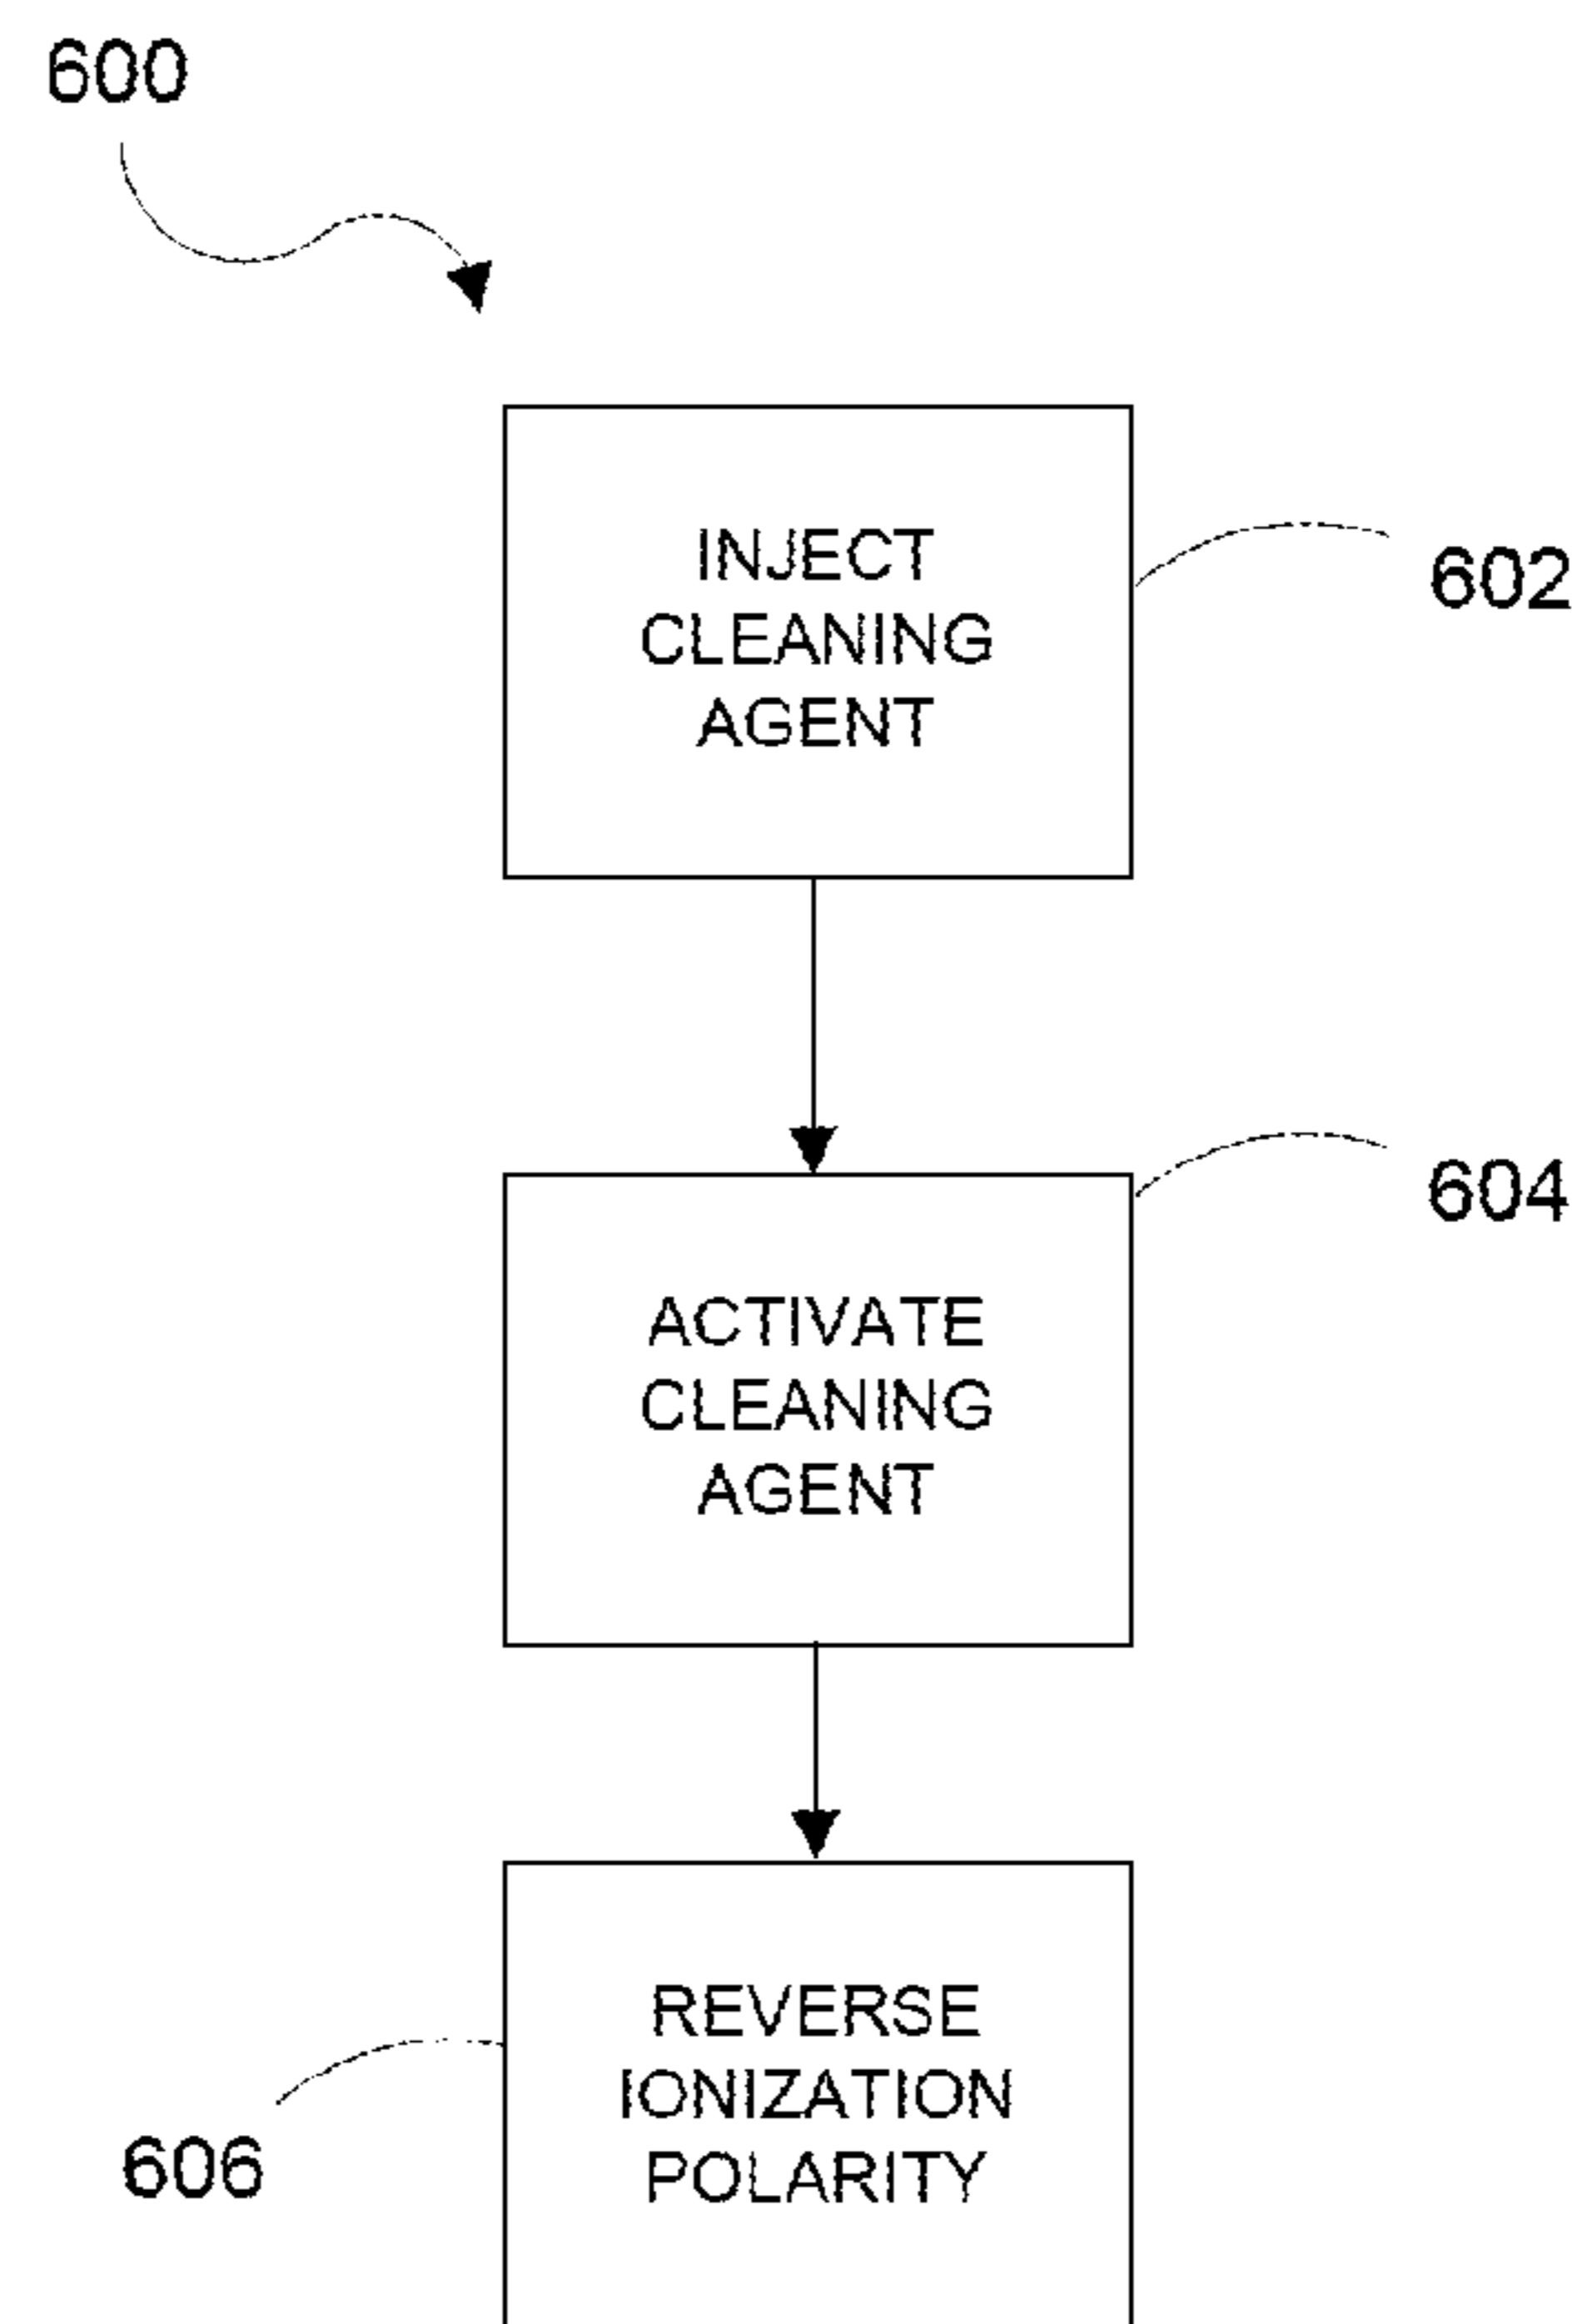 600
INJECT
CLEANING
AGENT
602
ACTIVATE
CLEANING
AGENT
604
REVERSE
IONIZATION
POLARITY
606